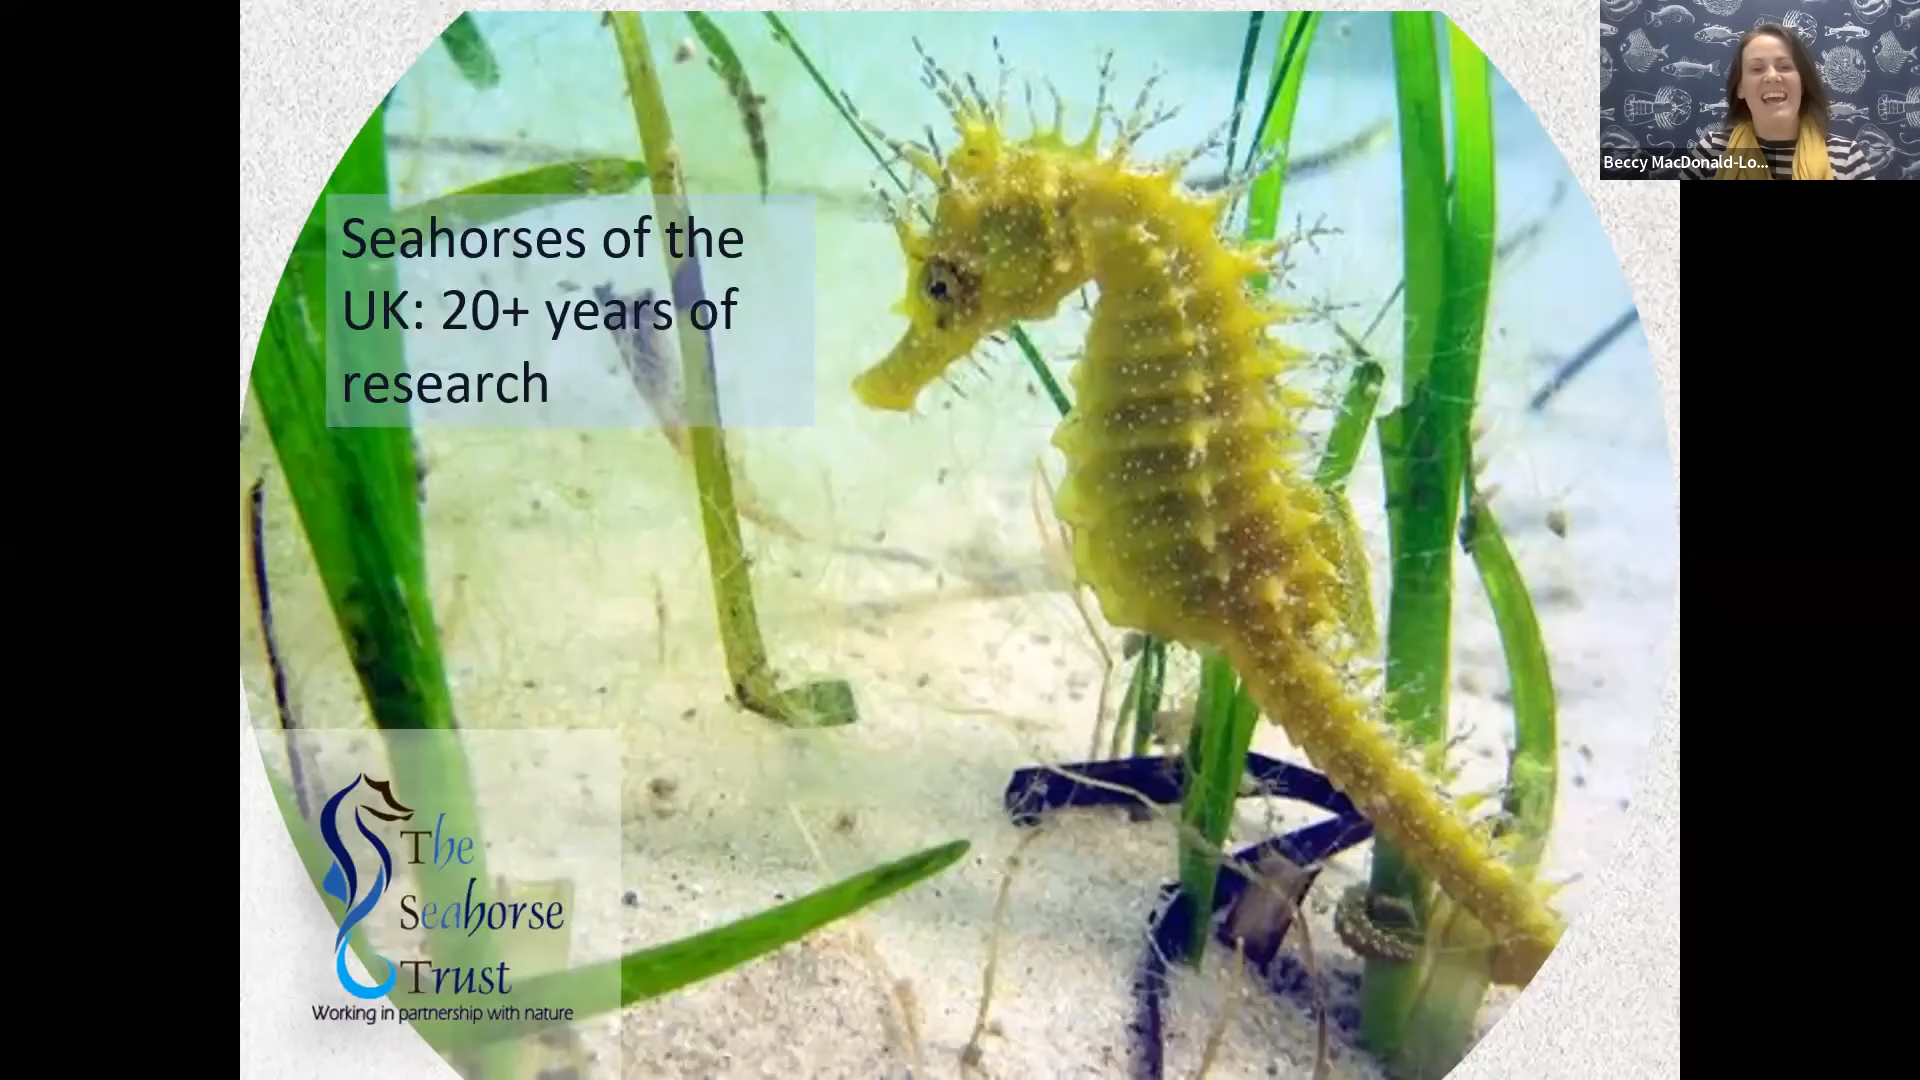 Seahorses of the
UK: 20+ years of
research
Beccy MacDonald-Lo...
The
Seahorse
Trust
Working in partnership with nature